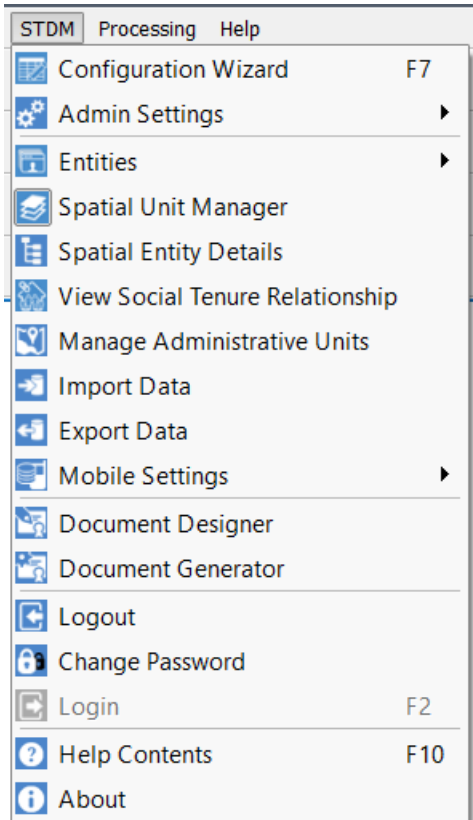 STDM Processing Help
Configuration Wizard F7
Admin Settings
Entities
Spatial Unit Manager
Spatial Entity Details
View Social Tenure Relationship
Manage Administrative Units
Import Data
Export Data
Mobile Settings
Document Designer
Document Generator
Logout
Change Password
Login F2
Help Contents F10
About